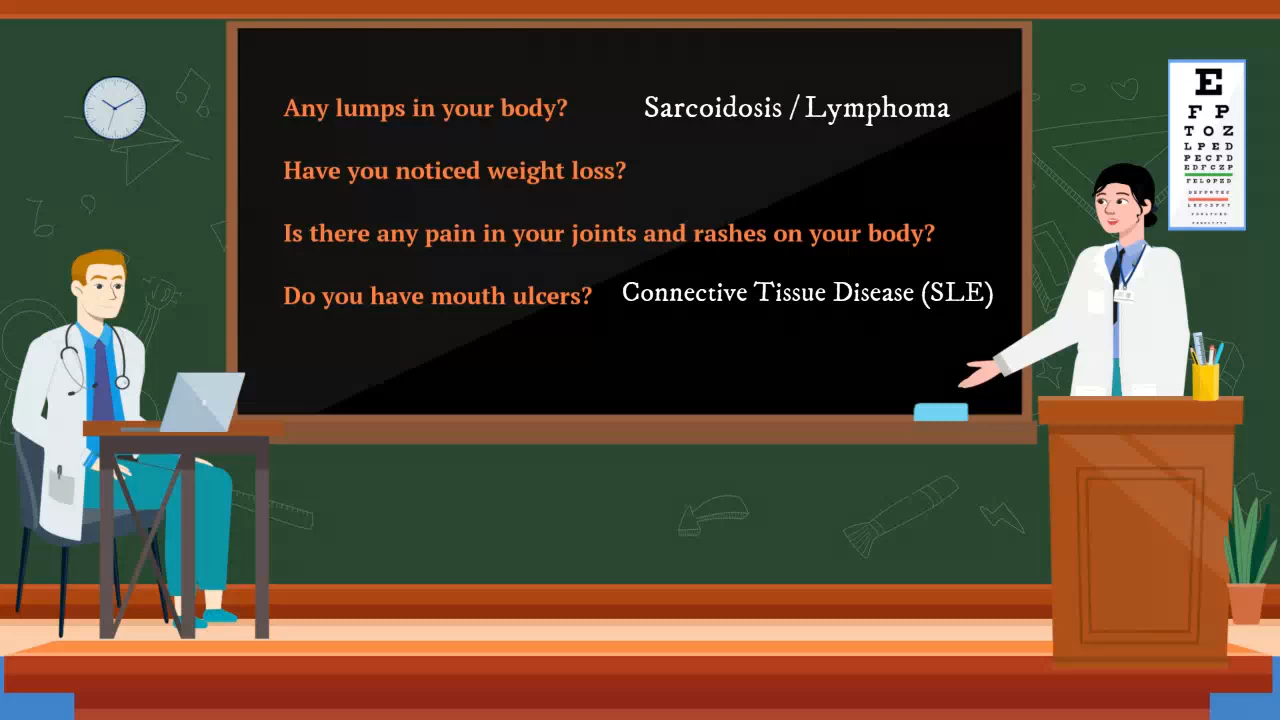 Any lumps in your body? Sarcoidosis / Lymphoma
Have you noticed weight loss?
Is there any pain in your joints and rashes on your body?
Do you have mouth ulcers? Connective Tissue Disease (SLE)
E
F P
T O Z
L P E D
P E C F D
E D F C Z P
F E L O P Z D